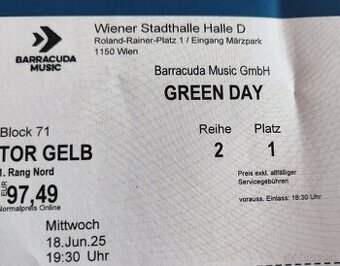 Wiener Stadthalle Halle D
Roland-Rainer-Platz 1 / Eingang Märzpark
1150 Wien
BARRACUDA
MUSIC
Barracuda Music GmbH
GREEN DAY
Block 71
Reihe
Platz
TOR GELB
2
1
1. Rang Nord
Preis exkl. allfälliger
Servicegebühren
EUR
97,49
Normalpreis Online
vorauss. Einlass: 18:30 Uhr
Mittwoch
18.Jun.25
19:30 Uhr